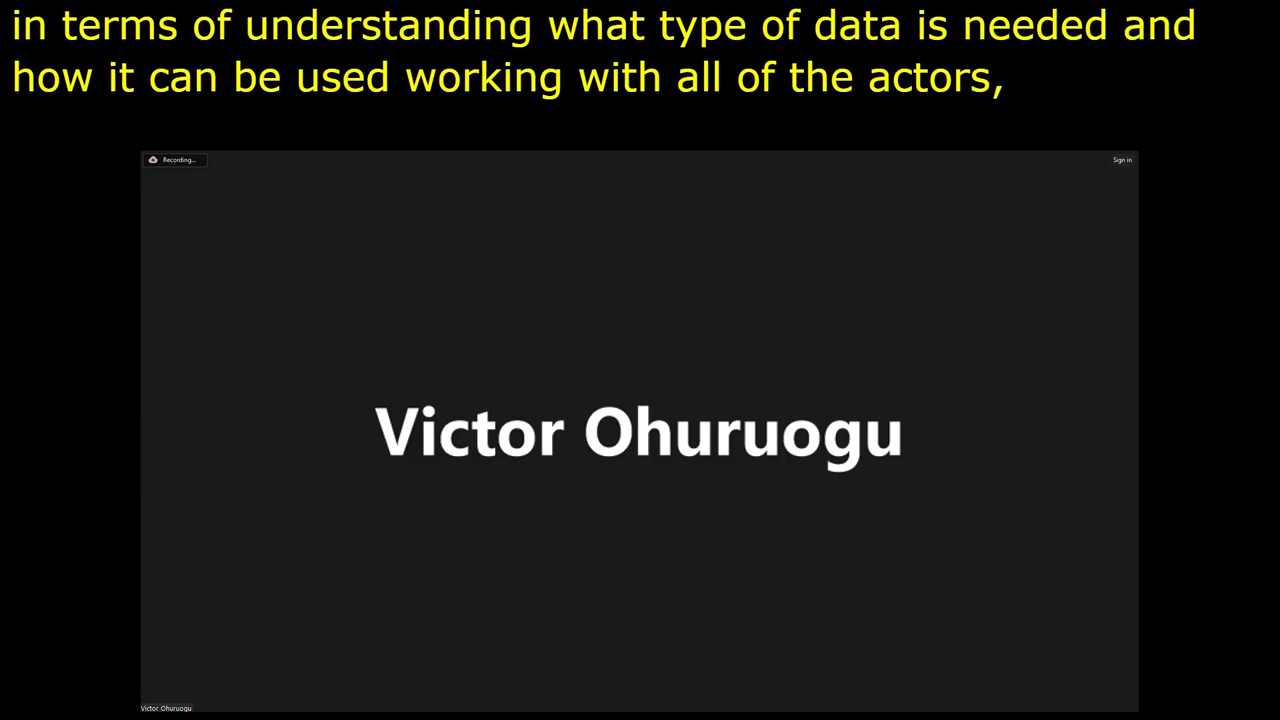 in terms of understanding what type of data is needed and
how it can be used working with all of the actors,
Recording...
Sign in
Victor Ohuruogu
Victor Ohuruogu